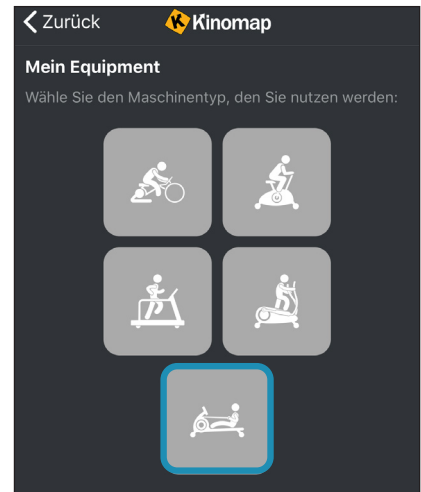 Zurück
Kinomap
Mein Equipment
Wähle Sie den Maschinentyp, den Sie nutzen werden: